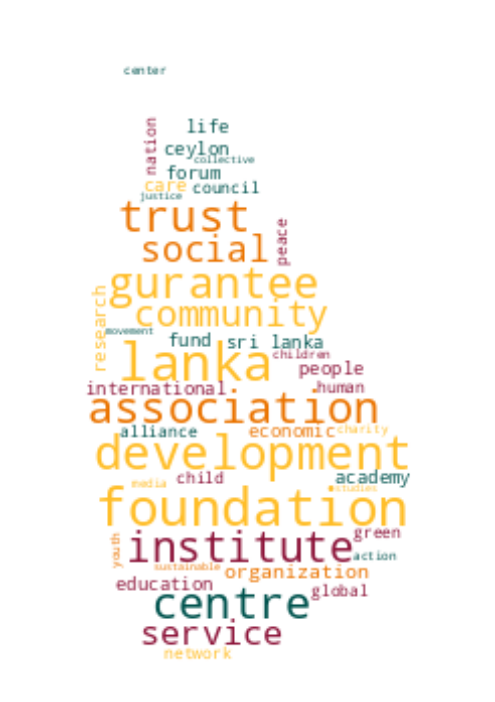 center
nation
life
ceylon
collective
forum
care council
justice
trust
peace
social
gurantee
research
community
movement
fund sri lanka
lanka
children
people
international
human
association
alliance
economic
charity
development
child
academy
media
studies
foundation
green
youth
institute
action
sustainable
organization
education
global
centre
service
network